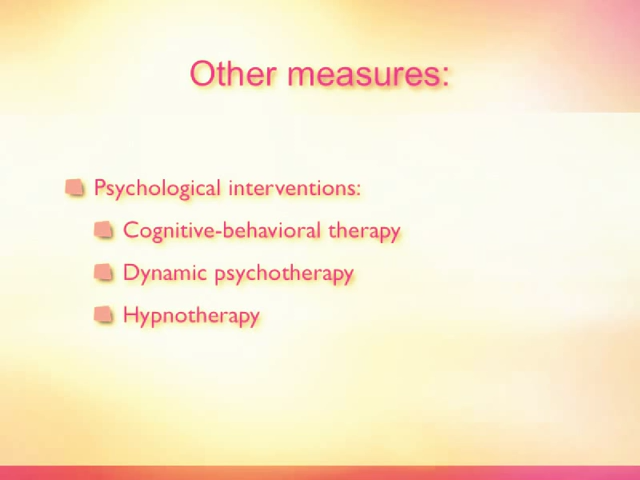 Other measures:
Psychological interventions:
Cognitive-behavioral therapy
Dynamic psychotherapy
Hypnotherapy